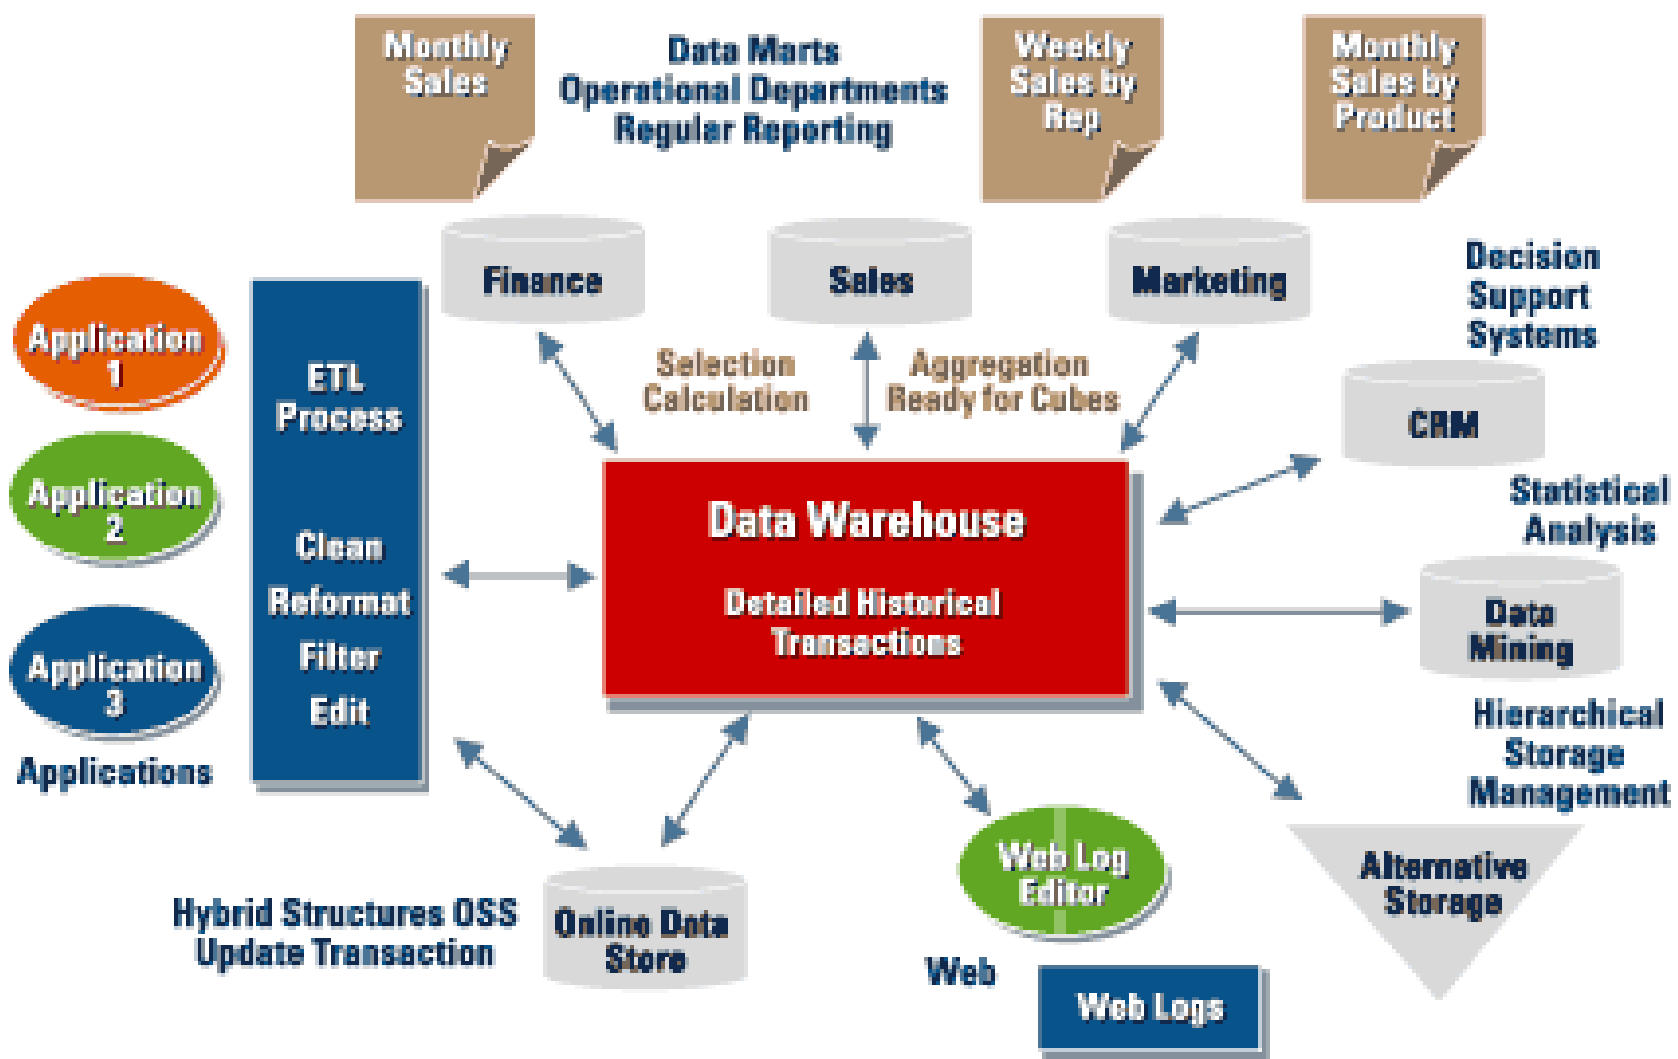 Monthly
Sales
Data Marts
Operational Departments
Regular Reporting
Weekly
Sales by
Rep
Monthly
Sales by
Product
Finance
Sales
Marketing
Decision
Support
Systems
Application
1
ETL
Process
Selection
Calculation
Aggregation
Ready for Cubes
CRM
Application
2
Clean
Reformat
Filter
Edit
Data Warehouse
Detailed Historical
Transactions
Statistical
Analysis
Data
Mining
Application
3
Applications
Hierarchical
Storage
Management
Hybrid Structures OSS
Update Transaction
Online Data
Store
Web Log
Editor
Alternative
Storage
Web
Web Logs